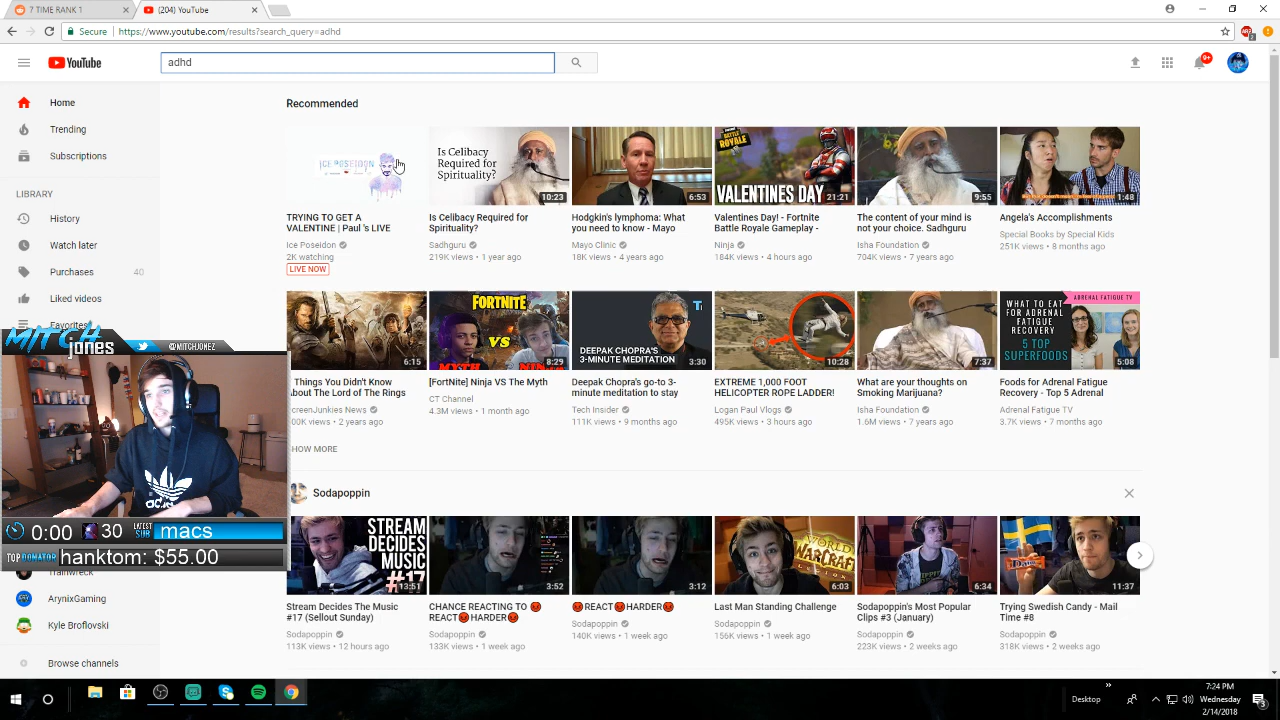 7 TIME RANK 1
(204) YouTube
Secure
https://www.youtube.com/results?search_query=adhd
YouTube
adhd
9+
Home
Trending
Subscriptions
LIBRARY
History
Watch later
Purchases 40
Liked videos
Favorites
MITCH
jones
@MITCHJONEZ
adidas
0:00
30
LATEST
SUB
macs
TOP DONATOR
hanktom: $55.00
Trainwreck
ArynixGaming
Kyle Broflovski
Browse channels
Recommended
ICE POSEIDON
Is Celibacy
Required for
Spirituality?
10:23
6:53
BATTLE
ROYALE
VALENTINES DAY
21:21
9:55
1:48
TRYING TO GET A
VALENTINE | Paul 's LIVE
Ice Poseidon
2K watching
LIVE NOW
Is Celibacy Required for
Spirituality?
Sadhguru
219K views • 1 year ago
Hodgkin's lymphoma: What
you need to know - Mayo
Mayo Clinic
18K views • 4 years ago
Valentines Day! - Fortnite
Battle Royale Gameplay -
Ninja
184K views • 4 hours ago
The content of your mind is
not your choice. Sadhguru
Isha Foundation
704K views • 7 years ago
Angela's Accomplishments
Special Books by Special Kids
251K views • 8 months ago
6:15
FORTNITE
VS
MYTH
NINJA
8:29
Ti
DEEPAK CHOPRA'S
3-MINUTE MEDITATION
3:30
10:28
7:37
ADRENAL FATIGUE TV
WHAT TO EAT
FOR ADRENAL
FATIGUE
RECOVERY
5 TOP
SUPERFOODS
5:08
Things You Didn't Know
About The Lord of The Rings
creenJunkies News
00K views • 2 years ago
[FortNite] Ninja VS The Myth
CT Channel
4.3M views • 1 month ago
Deepak Chopra's go-to 3-
minute meditation to stay
Tech Insider
111K views • 9 months ago
EXTREME 1,000 FOOT
HELICOPTER ROPE LADDER!
Logan Paul Vlogs
495K views • 3 hours ago
What are your thoughts on
Smoking Marijuana?
Isha Foundation
1.6M views • 7 years ago
Foods for Adrenal Fatigue
Recovery - Top 5 Adrenal
Adrenal Fatigue TV
3.7K views • 7 months ago
HOW MORE
Sodapoppin
STREAM
DECIDES
MUSIC
#17
13:51
3:52
3:12
WORLD
WARCRAFT
LEGION
6:03
6:34
11:37
Stream Decides The Music
#17 (Sellout Sunday)
Sodapoppin
113K views • 12 hours ago
CHANCE REACTING TO 😡
REACT😡HARDER😡
Sodapoppin
133K views • 1 week ago
😡REACT😡HARDER😡
Sodapoppin
140K views • 1 week ago
Last Man Standing Challenge
Sodapoppin
156K views • 1 week ago
Sodapoppin's Most Popular
Clips #3 (January)
Sodapoppin
223K views • 2 weeks ago
Trying Swedish Candy - Mail
Time #8
Sodapoppin
318K views • 2 weeks ago
Desktop
7:24 PM
Wednesday
2/14/2018
3